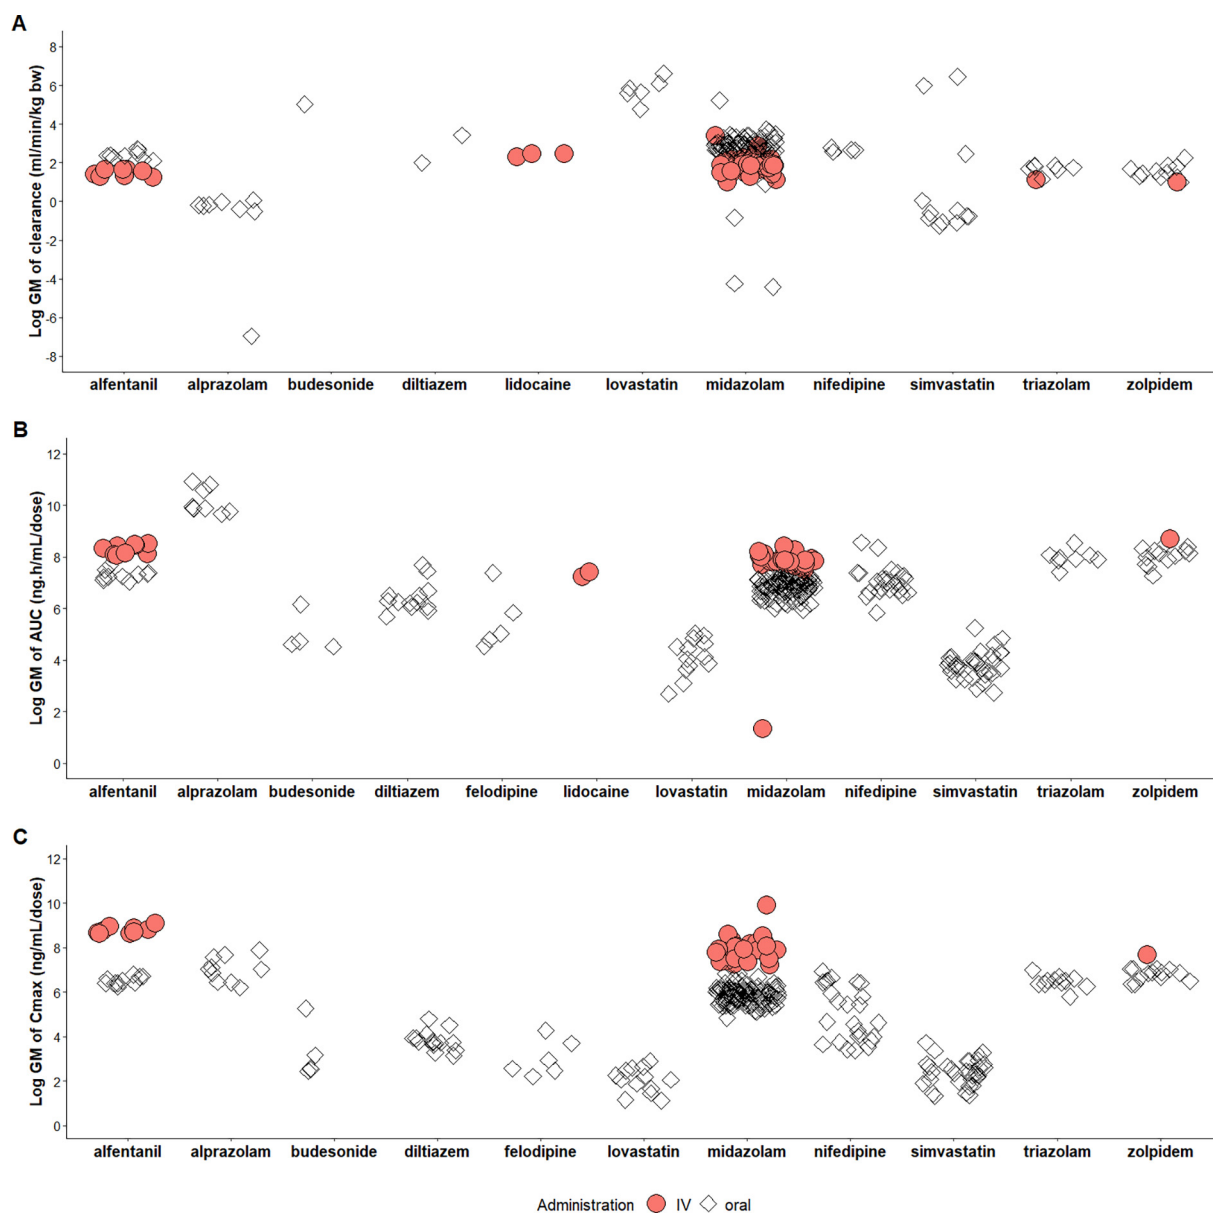 A
Log GM of clearance (ml/min/kg bw)
8
6
4
2
0
-2
-4
-6
-8
alfentanil alprazolam budesonide diltiazem lidocaine lovastatin midazolam nifedipine simvastatin triazolam zolpidem
B
Log GM of AUC (ng.h/mL/dose)
12
10
8
6
4
2
0
alfentanil alprazolam budesonide diltiazem felodipine lidocaine lovastatin midazolam nifedipine simvastatin triazolam zolpidem
C
Log GM of Cmax (ng/mL/dose)
12
10
8
6
4
2
0
alfentanil alprazolam budesonide diltiazem felodipine lovastatin midazolam nifedipine simvastatin triazolam zolpidem
Administration IV oral